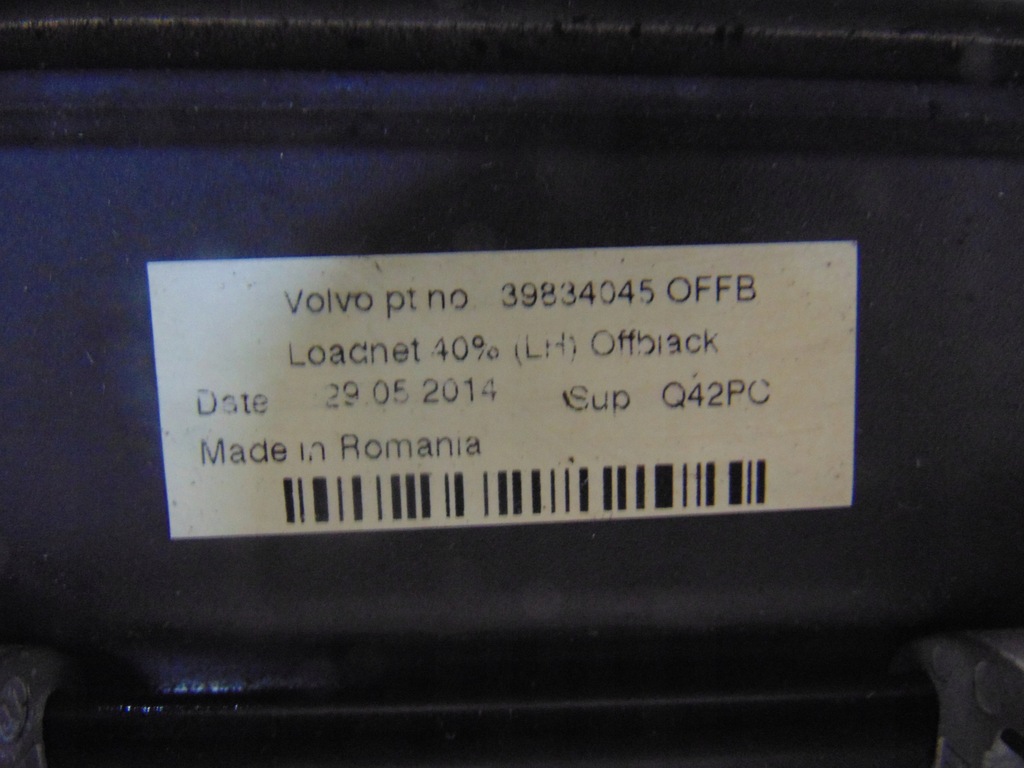 Volvo pt no 39834045 OFFB
Loadnet 40% (LH) Offblack
Date 29.05.2014 Sup Q42PC
Made in Romania